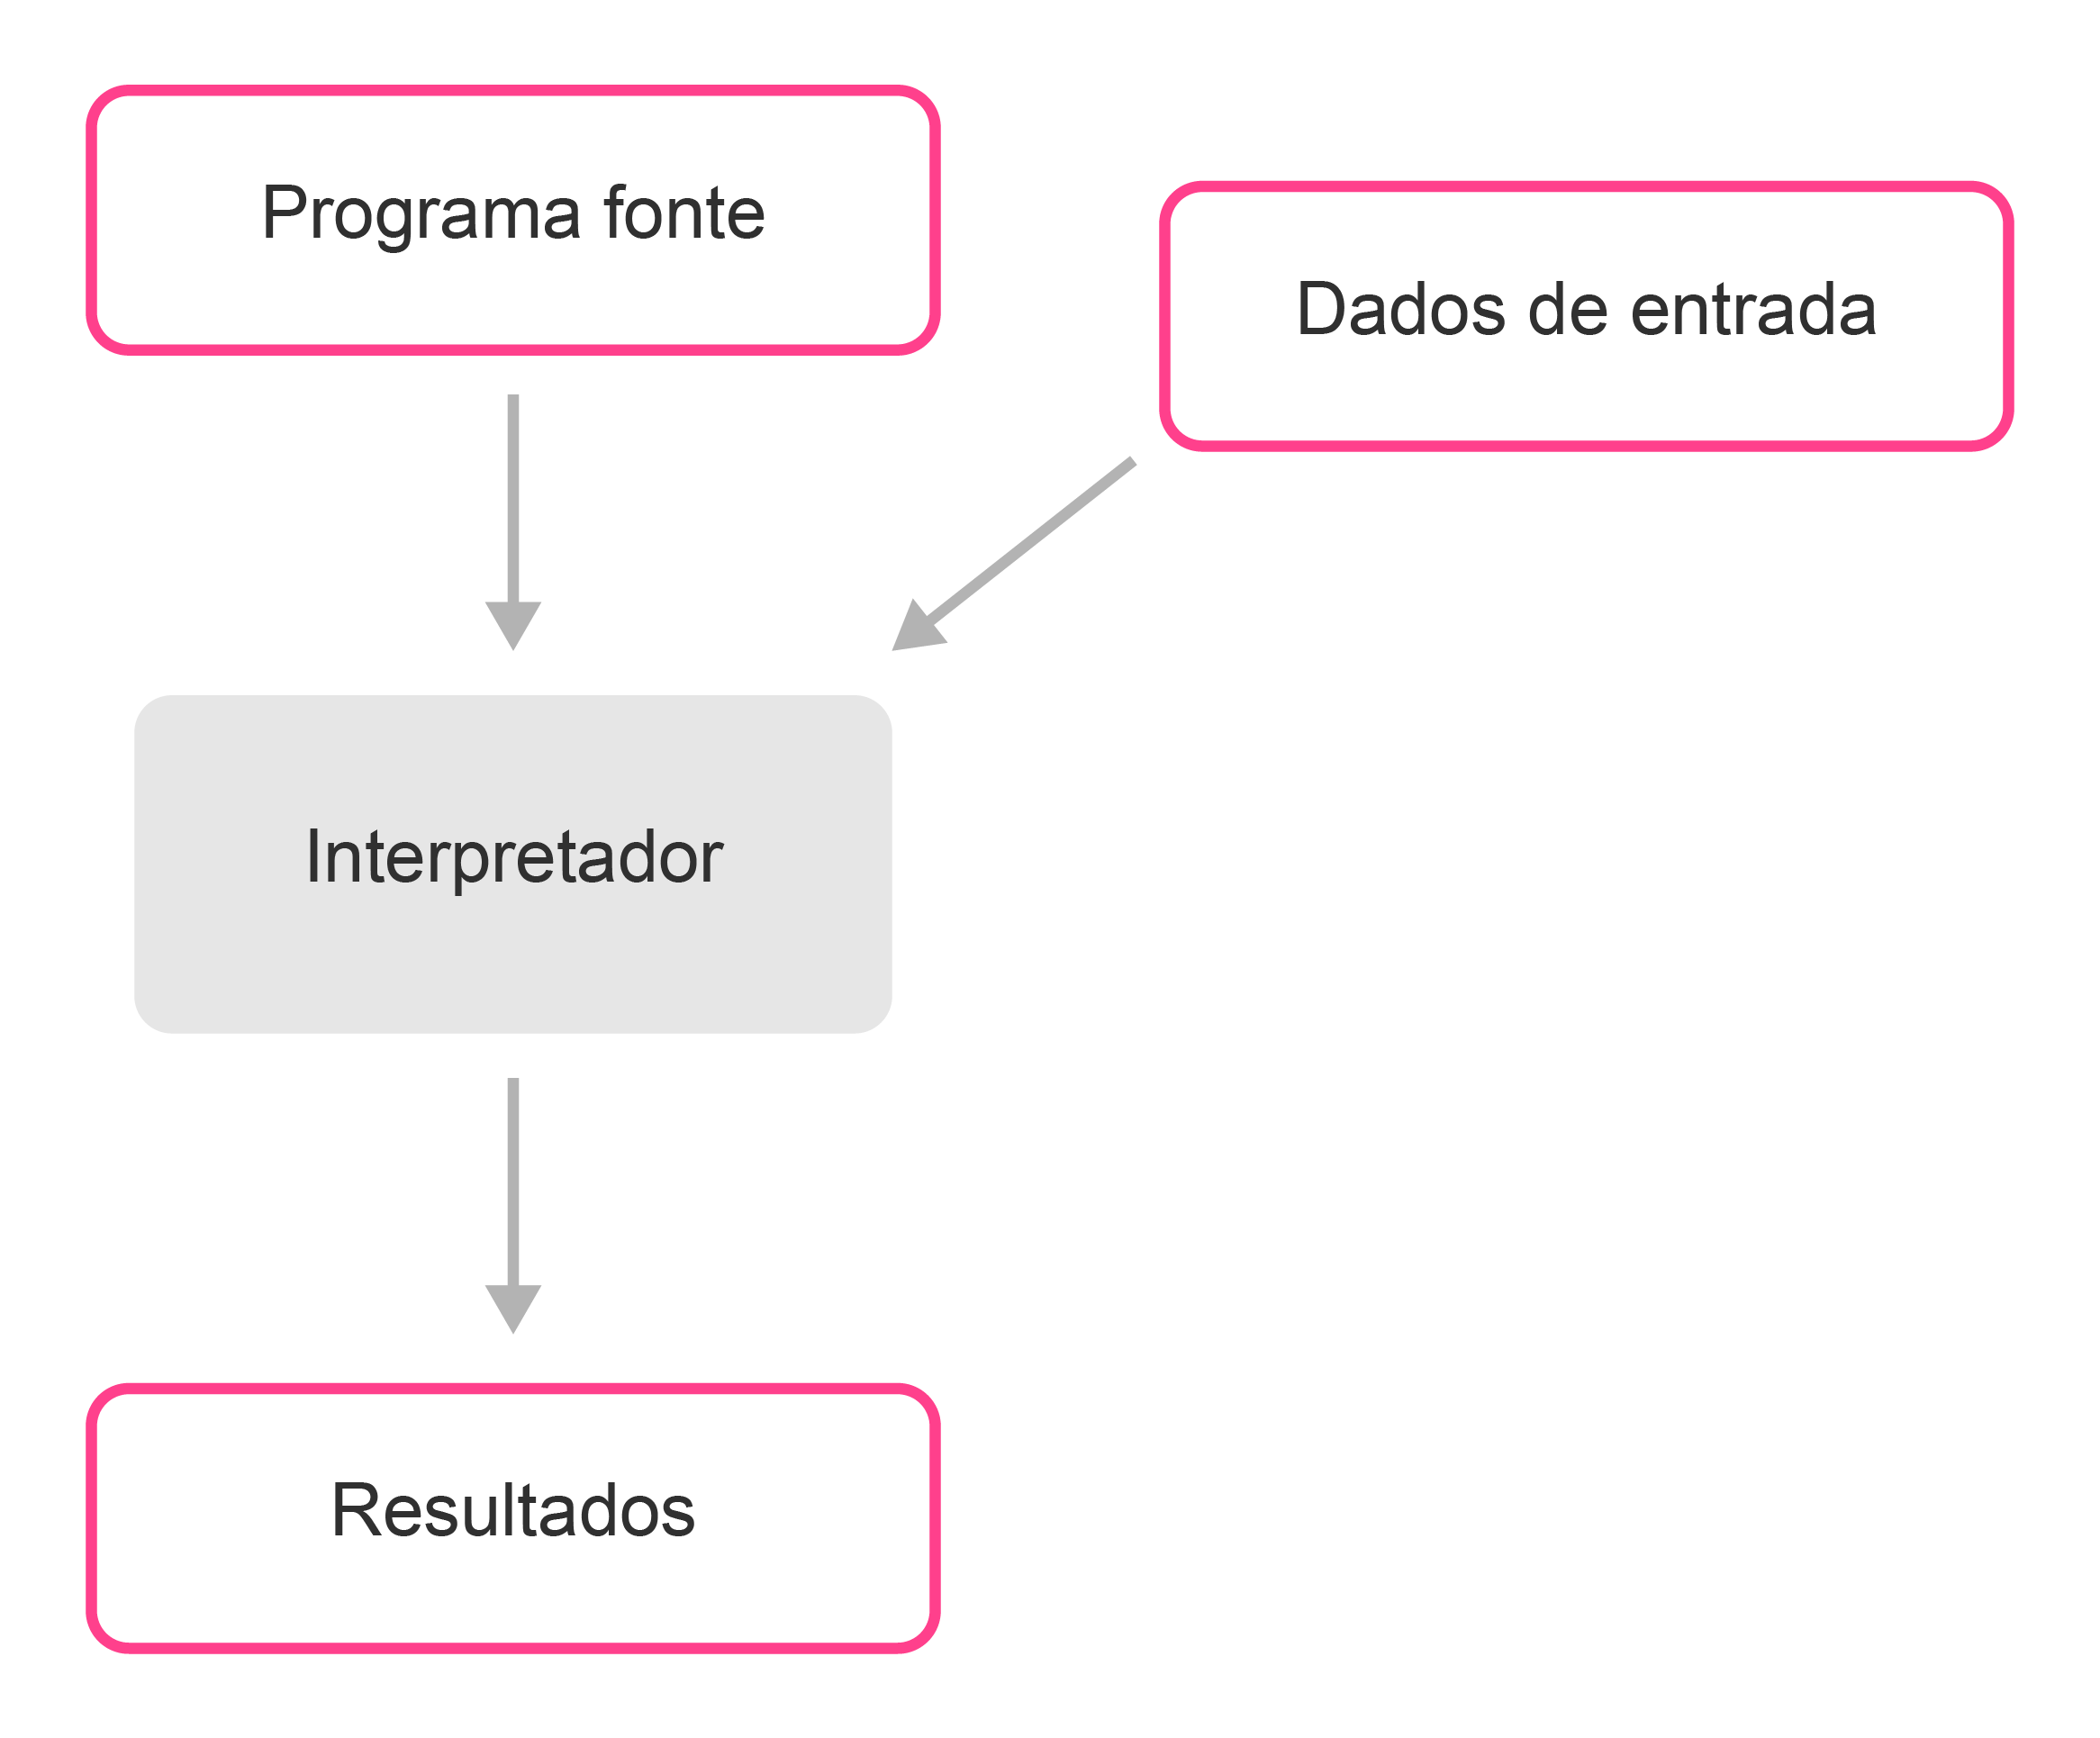 Programa fonte
Dados de entrada
Interpretador
Resultados